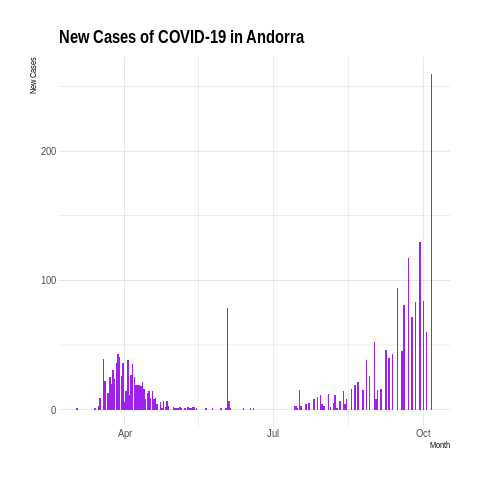 New Cases of COVID-19 in Andorra
New Cases
200
100
0
Apr
Jul
Oct
Month